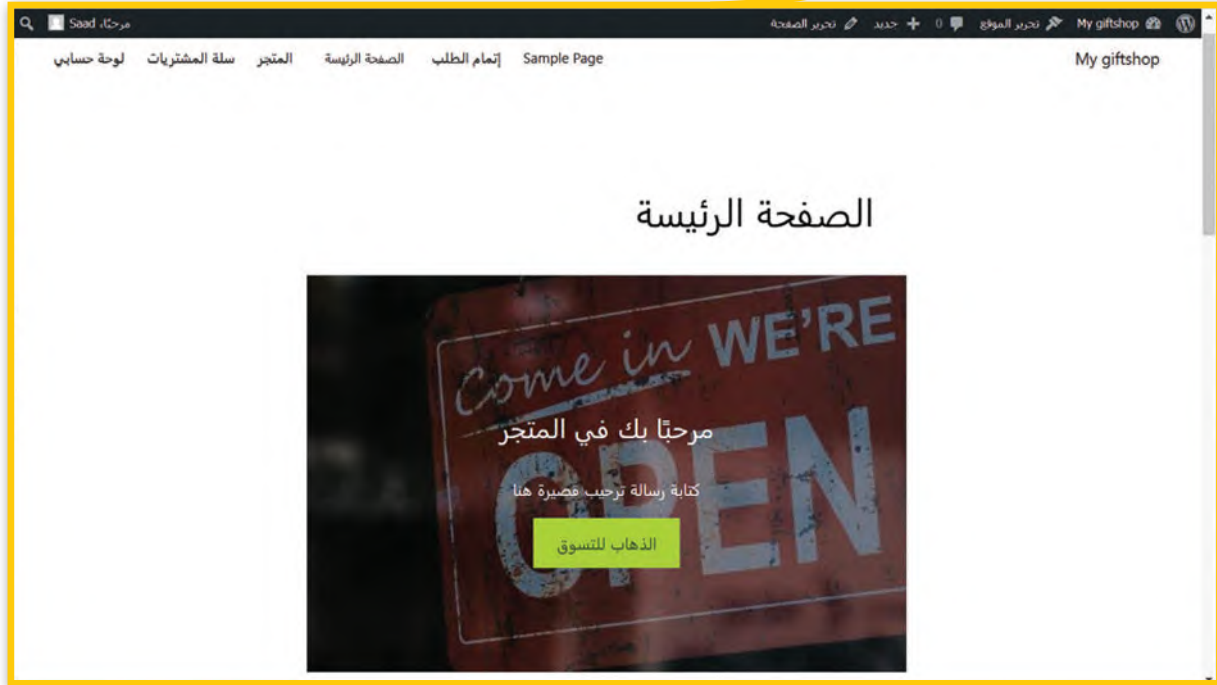 My giftshop تحرير الموقع 0 جديد تحرير الصفحة مرحبًا، Saad
My giftshop Sample Page إتمام الطلب الصفحة الرئيسة المتجر سلة المشتريات لوحة حسابي
الصفحة الرئيسة
come in WE'RE
OPEN
مرحبًا بك في المتجر
كتابة رسالة ترحيب قصيرة هنا
الذهاب للتسوق